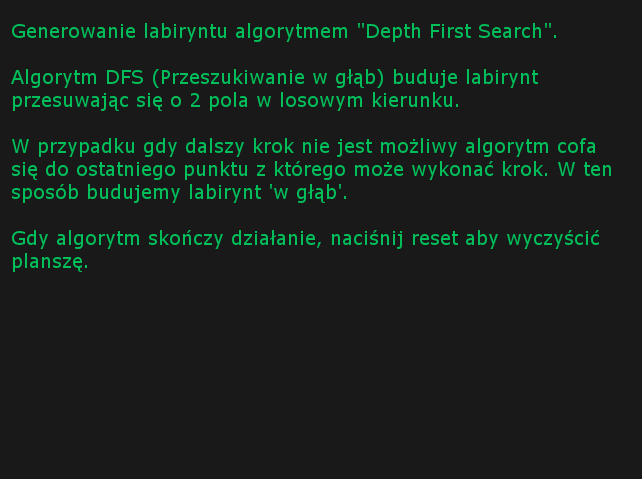 Generowanie labiryntu algorytmem "Depth First Search".
Algorytm DFS (Przeszukiwanie w głąb) buduje labirynt
przesuwając się o 2 pola w losowym kierunku.
W przypadku gdy dalszy krok nie jest możliwy algorytm cofa
się do ostatniego punktu z którego może wykonać krok. W ten
sposób budujemy labirynt 'w głąb'.
Gdy algorytm skończy działanie, naciśnij reset aby wyczyścić
planszę.